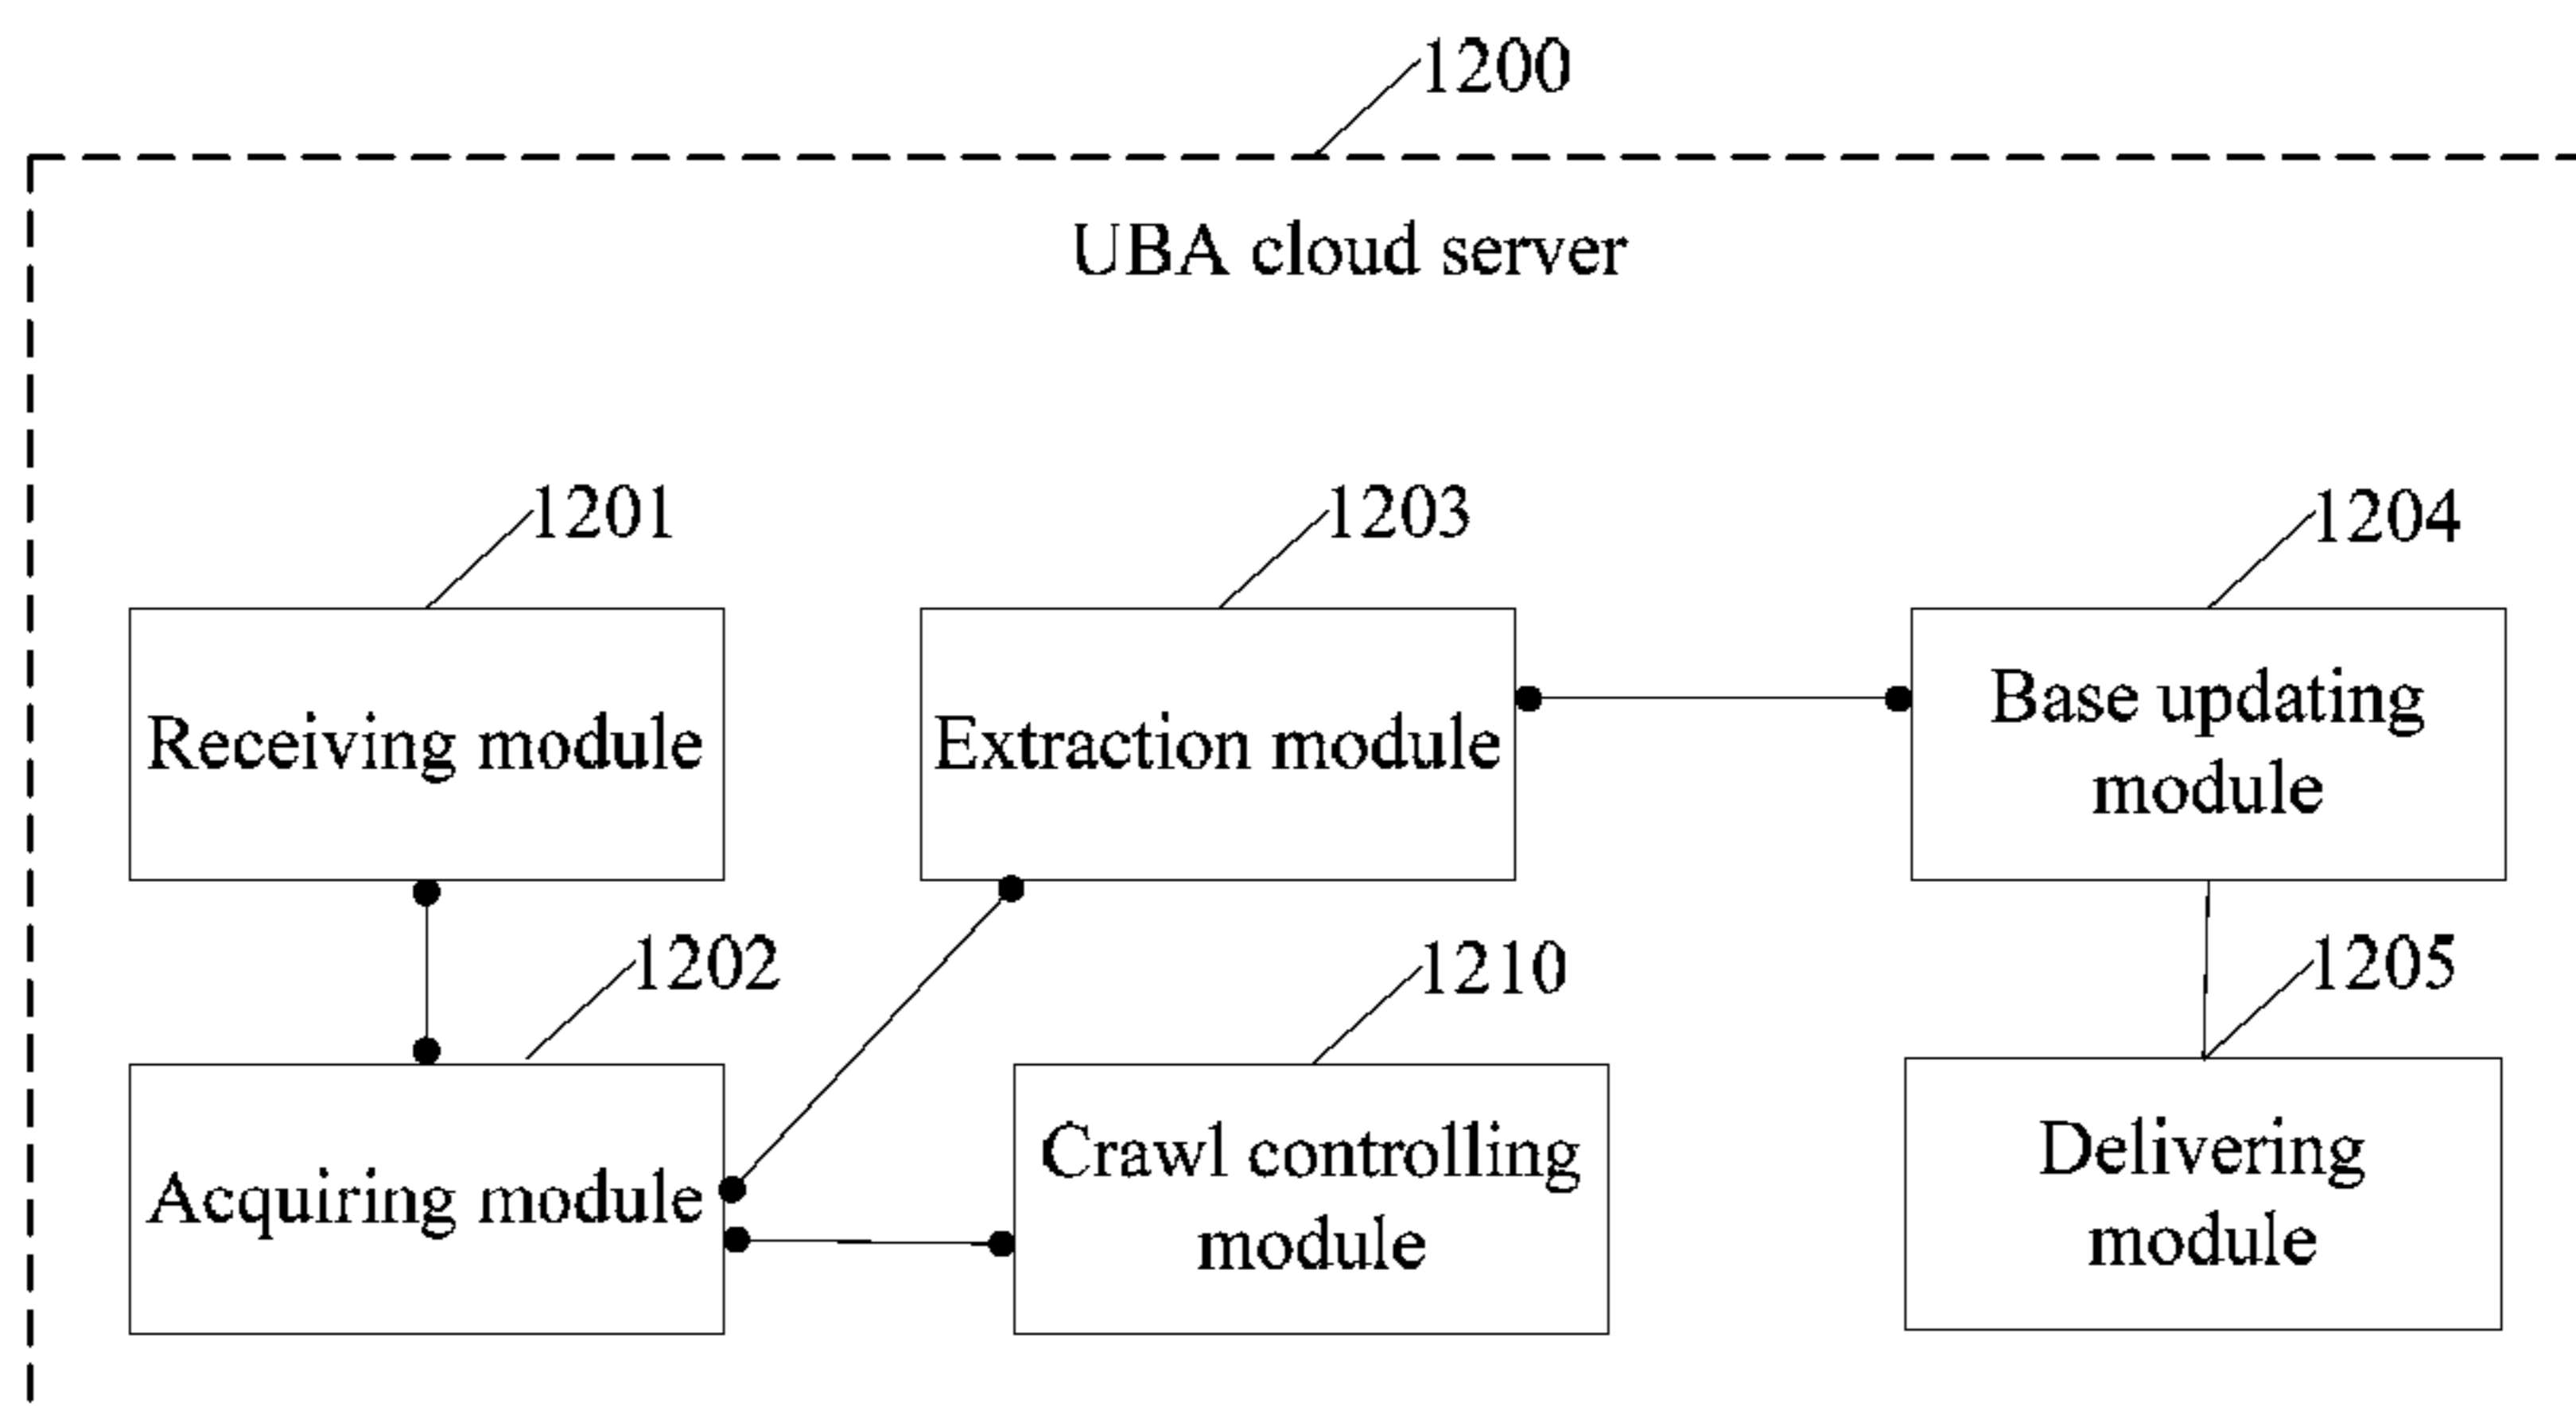 1200
UBA cloud server
1201
1203
1204
Receiving module
Extraction module
Base updating
module
1202
1210
1205
Acquiring module
Crawl controlling
module
Delivering
module